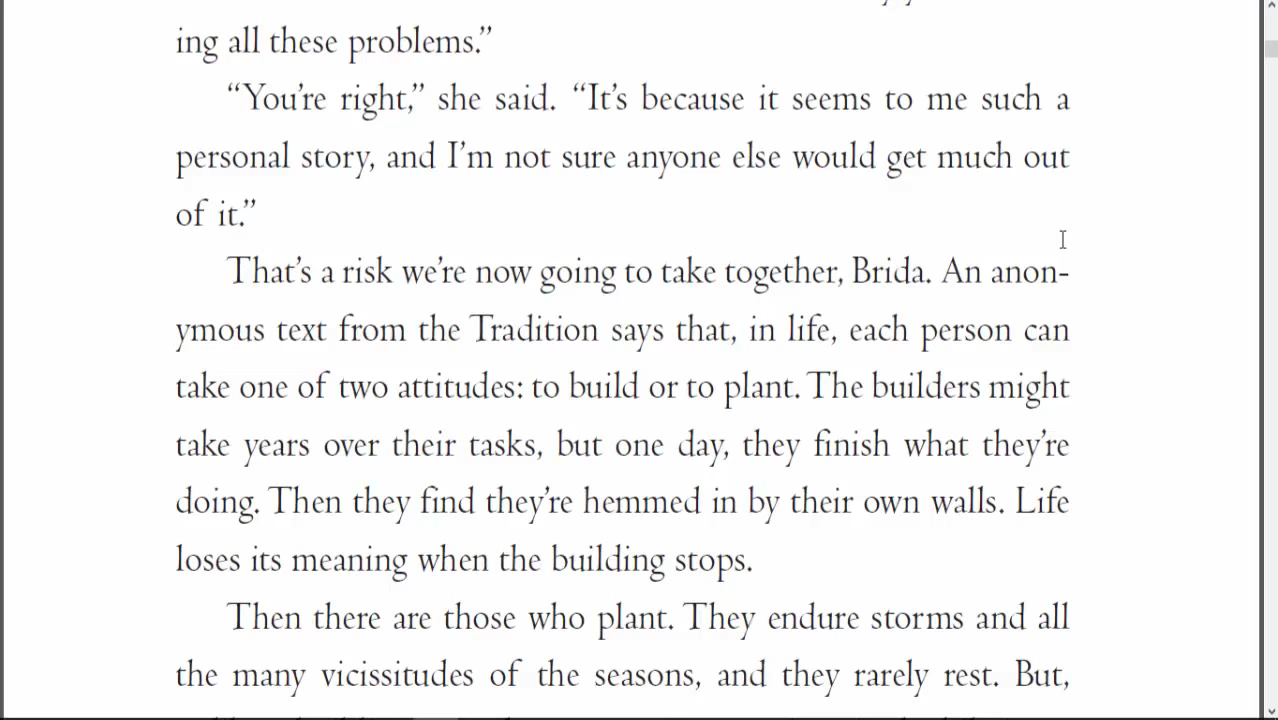 ing all these problems.”
“You’re right,” she said. “It’s because it seems to me such a
personal story, and I’m not sure anyone else would get much out
of it.”
That’s a risk we’re now going to take together, Brida. An anon-
ymous text from the Tradition says that, in life, each person can
take one of two attitudes: to build or to plant. The builders might
take years over their tasks, but one day, they finish what they’re
doing. Then they find they’re hemmed in by their own walls. Life
loses its meaning when the building stops.
Then there are those who plant. They endure storms and all
the many vicissitudes of the seasons, and they rarely rest. But,